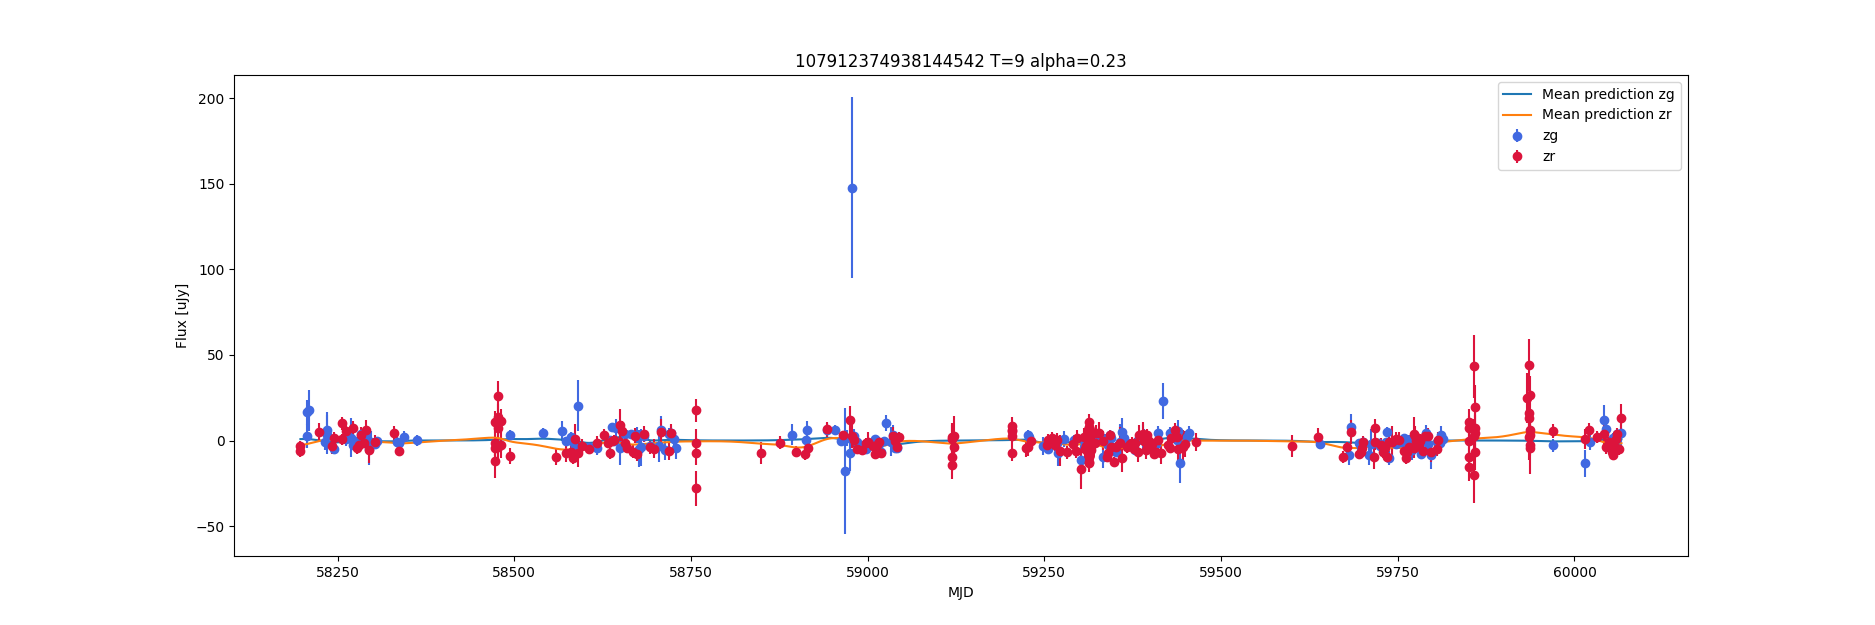 107912374938144542 T=9 alpha=0.23
Flux [uJy]
200
150
100
50
0
−50
Mean prediction zg
Mean prediction zr
zg
zr
58250
58500
58750
59000
59250
59500
59750
60000
MJD